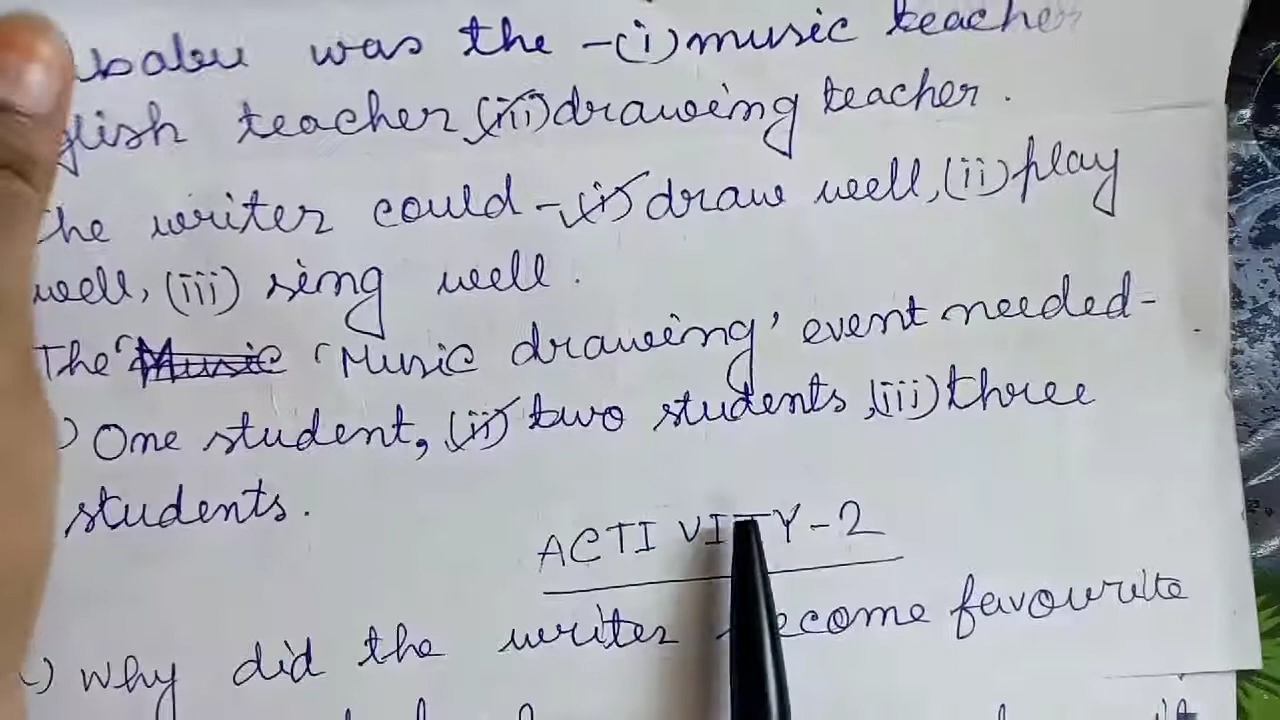 babu was the -(i) music teacher
glish teacher, (iii) drawing teacher.
The writer could - (i) draw well, (ii) play
well, (iii) sing well.
The 'Music drawing' event needed-
) One student, (ii) two students, (iii) three
students.
ACTIVITY-2
) Why did the writer become favourite